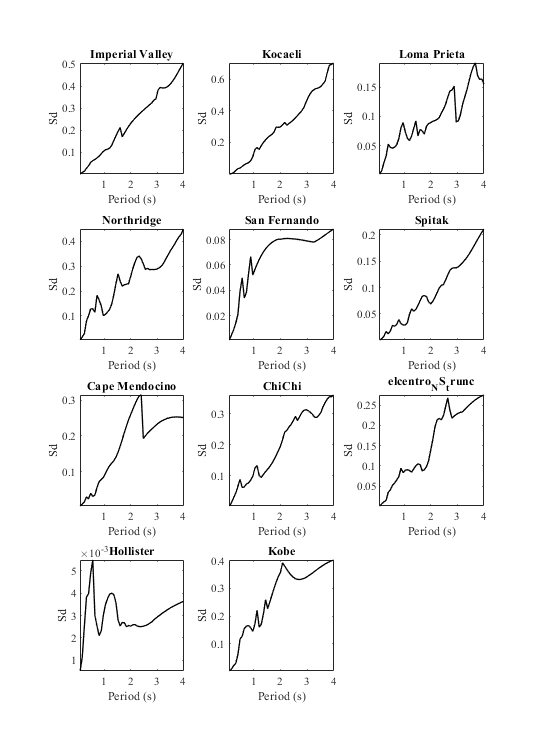 Imperial Valley
0.5
0.4
0.3
0.2
0.1
Sd
1 2 3 4
Period (s)
Kocaeli
0.6
0.4
0.2
Sd
1 2 3 4
Period (s)
Loma Prieta
0.15
0.1
0.05
Sd
1 2 3 4
Period (s)
Northridge
0.4
0.3
0.2
0.1
Sd
1 2 3 4
Period (s)
San Fernando
0.08
0.06
0.04
0.02
Sd
1 2 3 4
Period (s)
Spitak
0.2
0.15
0.1
0.05
Sd
1 2 3 4
Period (s)
Cape Mendocino
0.3
0.2
0.1
Sd
1 2 3 4
Period (s)
ChiChi
0.3
0.2
0.1
Sd
1 2 3 4
Period (s)
elcentroNStrunc
0.25
0.2
0.15
0.1
0.05
Sd
1 2 3 4
Period (s)
×10-3 Hollister
5
4
3
2
1
Sd
1 2 3 4
Period (s)
Kobe
0.4
0.3
0.2
0.1
Sd
1 2 3 4
Period (s)